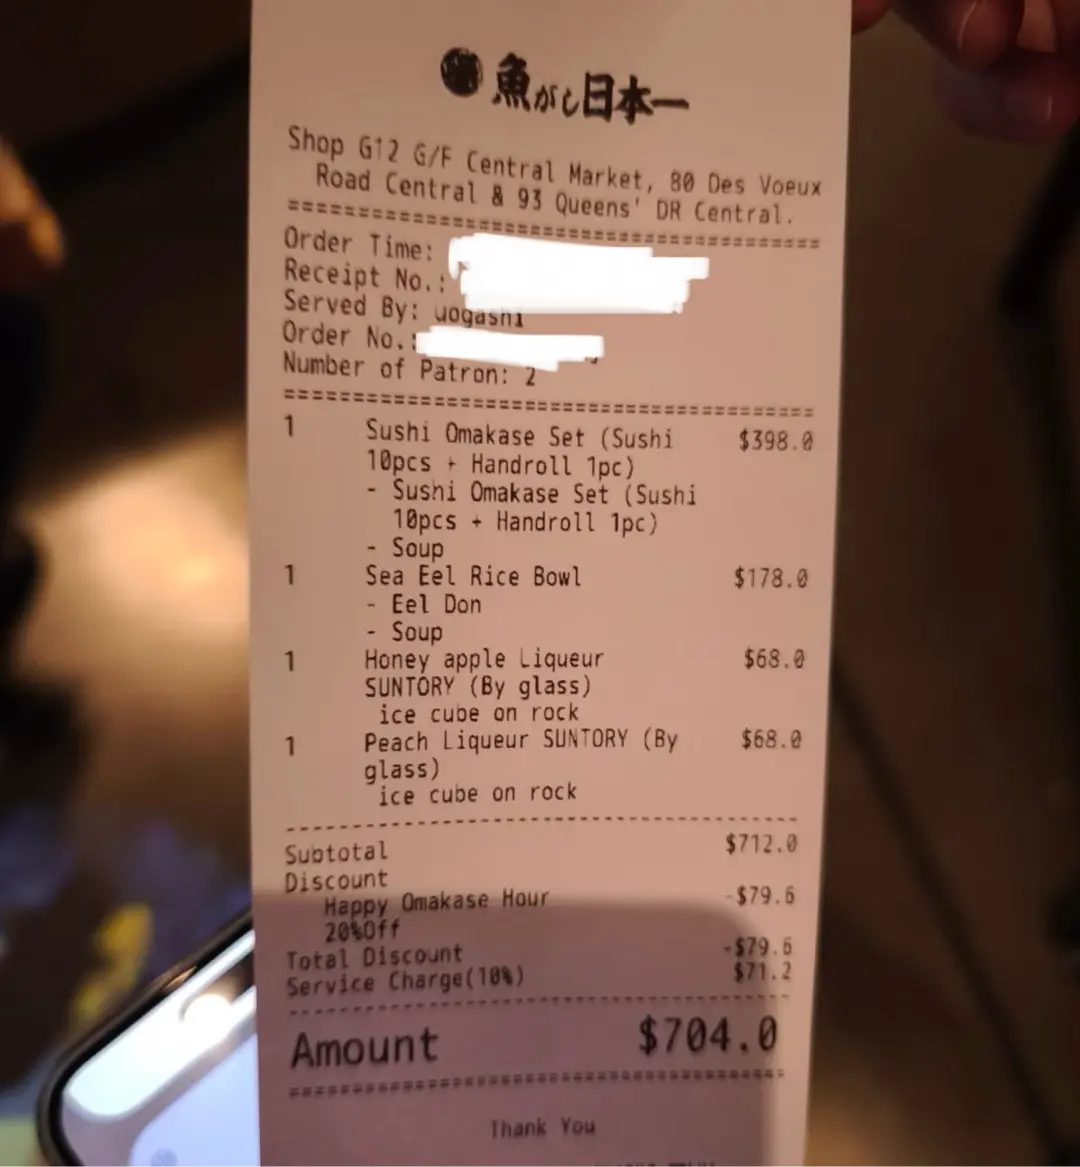 魚がし日本一
Shop G12 G/F Central Market, 80 Des Voeux
Road Central & 93 Queens' DR Central.
Order Time:
Receipt No.:
Served By: uogashi
Order No.:
Number of Patron: 2
1 Sushi Omakase Set (Sushi $398.0
10pcs + Handroll 1pc)
- Sushi Omakase Set (Sushi
10pcs + Handroll 1pc)
- Soup
1 Sea Eel Rice Bowl $178.0
- Eel Don
- Soup
1 Honey apple Liqueur $68.0
SUNTORY (By glass)
ice cube on rock
1 Peach Liqueur SUNTORY (By $68.0
glass)
ice cube on rock
Subtotal $712.0
Discount
Happy Omakase Hour -$79.6
20%Off
Total Discount -$79.6
Service Charge(10%) $71.2
Amount $704.0
Thank You